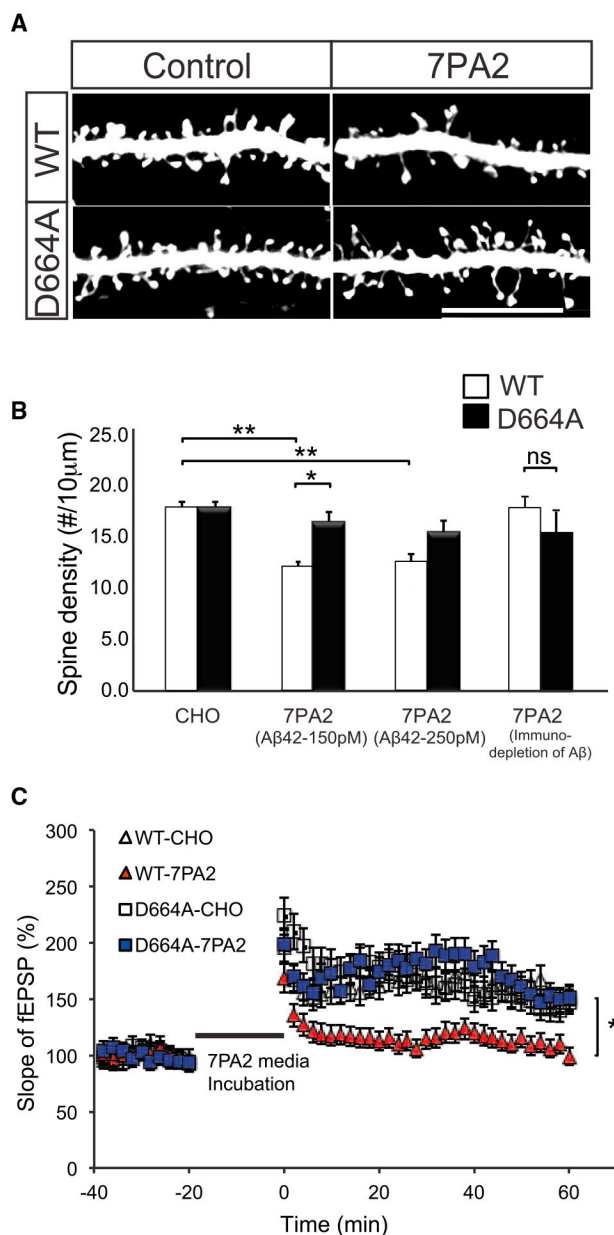 A
Control 7PA2
WT
D664A
B
WT
D664A
Spine density (#/10μm)
25.0
20.0
15.0
10.0
5.0
0.0
**
**
*
ns
CHO
7PA2
(Aβ42-150pM)
7PA2
(Aβ42-250pM)
7PA2
(Immuno-
depletion of Aβ)
C
Slope of fEPSP (%)
300
250
200
150
100
50
0
WT-CHO
WT-7PA2
D664A-CHO
D664A-7PA2
7PA2 media
Incubation
*
-40 -20 0 20 40 60
Time (min)